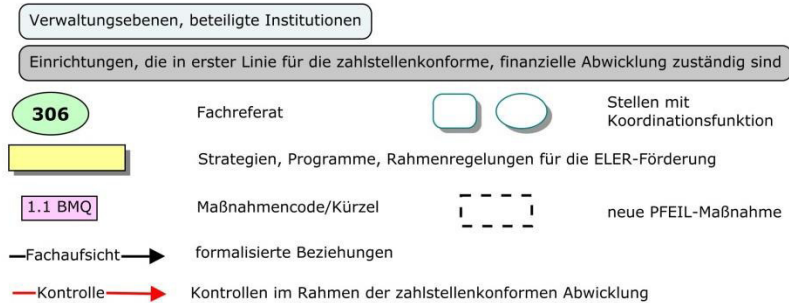 Verwaltungsebenen, beteiligte Institutionen
Einrichtungen, die in erster Linie für die zahlstellenkonforme, finanzielle Abwicklung zuständig sind
306 Fachreferat
Stellen mit
Koordinationsfunktion
Strategien, Programme, Rahmenregelungen für die ELER-Förderung
1.1 BMQ Maßnahmencode/Kürzel neue PFEIL-Maßnahme
Fachaufsicht formalisierte Beziehungen
Kontrolle Kontrollen im Rahmen der zahlstellenkonformen Abwicklung